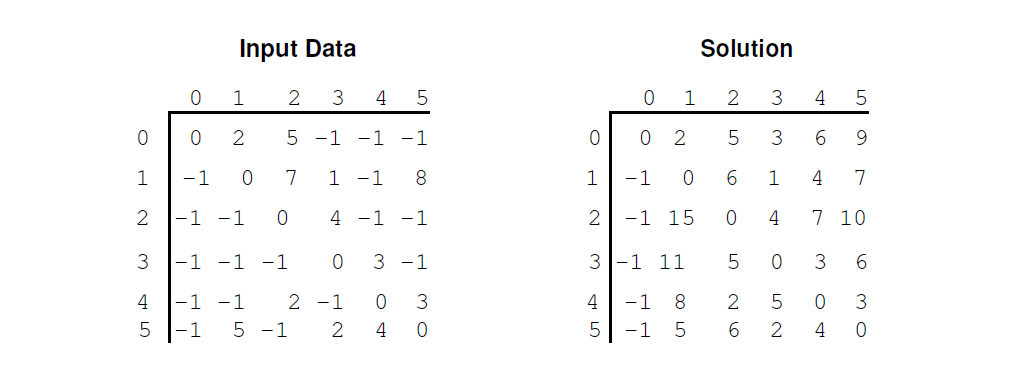 Input Data Solution
0 1 2 3 4 5 0 1 2 3 4 5
0 0 2 5 -1 -1 -1 0 0 2 5 3 6 9
1 -1 0 7 1 -1 8 1 -1 0 6 1 4 7
2 -1 -1 0 4 -1 -1 2 -1 15 0 4 7 10
3 -1 -1 -1 0 3 -1 3 -1 11 5 0 3 6
4 -1 -1 2 -1 0 3 4 -1 8 2 5 0 3
5 -1 5 -1 2 4 0 5 -1 5 6 2 4 0